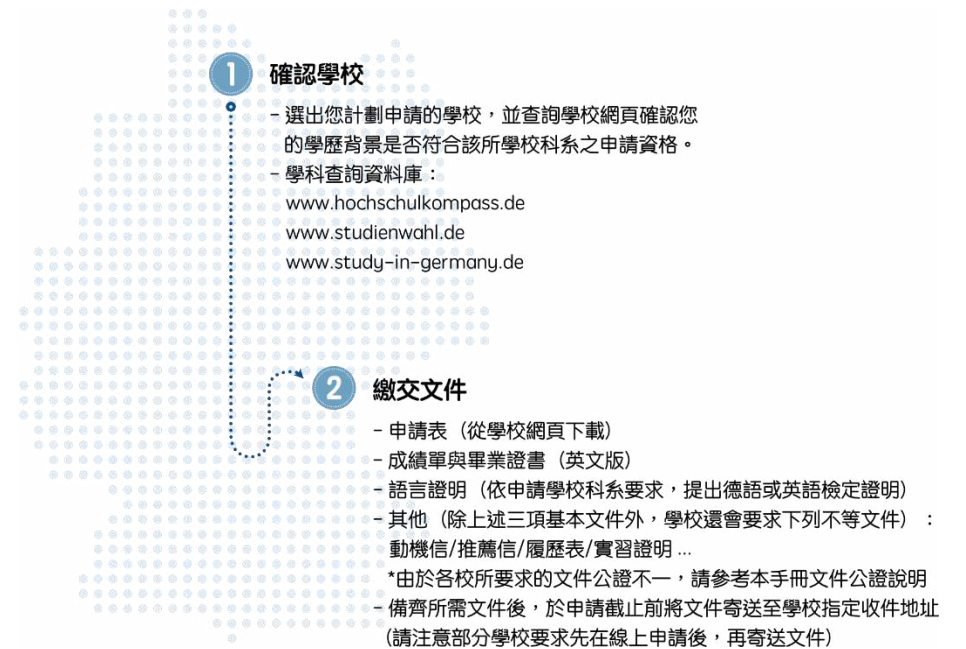 1 確認學校
- 選出您計劃申請的學校，並查詢學校網頁確認您
的學歷背景是否符合該所學校科系之申請資格。
- 學科查詢資料庫：
www.hochschulkompass.de
www.studienwahl.de
www.study-in-germany.de
2 繳交文件
- 申請表（從學校網頁下載）
- 成績單與畢業證書（英文版）
- 語言證明（依申請學校科系要求，提出德語或英語檢定證明）
- 其他（除上述三項基本文件外，學校還會要求下列不等文件）：
動機信/推薦信/履歷表/實習證明 ...
*由於各校所要求的文件公證不一，請參考本手冊文件公證說明
- 備齊所需文件後，於申請截止前將文件寄送至學校指定收件地址
(請注意部分學校要求先在線上申請後，再寄送文件)